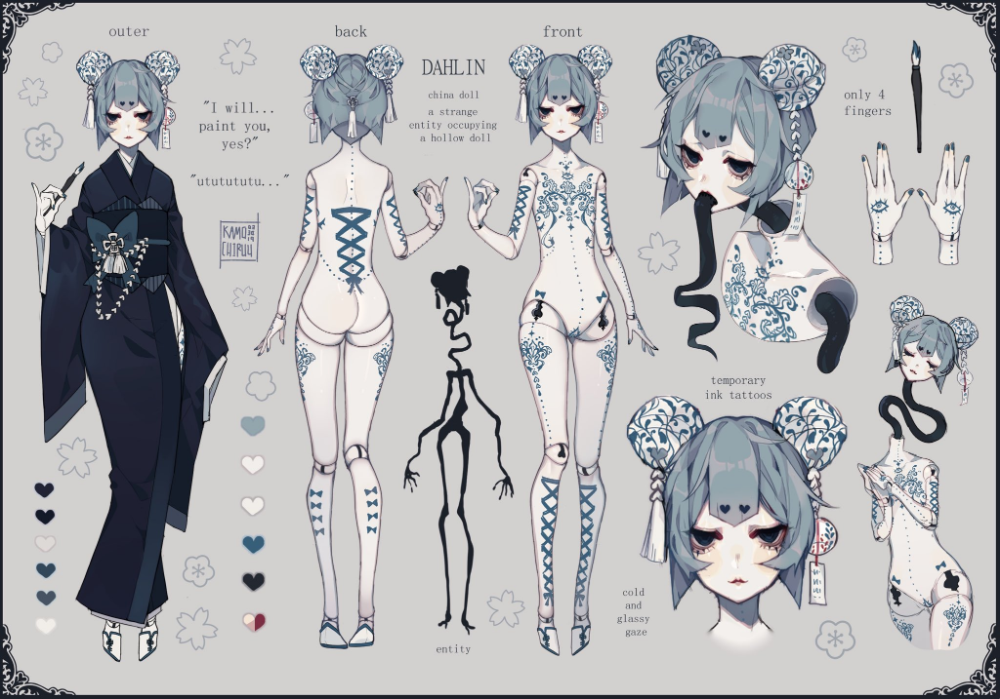 outer
back
front
DAHLIN
china doll
a strange
entity occupying
a hollow doll
"I will...
paint you,
yes?"
"utututututu..."
KAMO
CHIRUU
only 4
fingers
temporary
ink tattoos
cold
and
glassy
gaze
entity